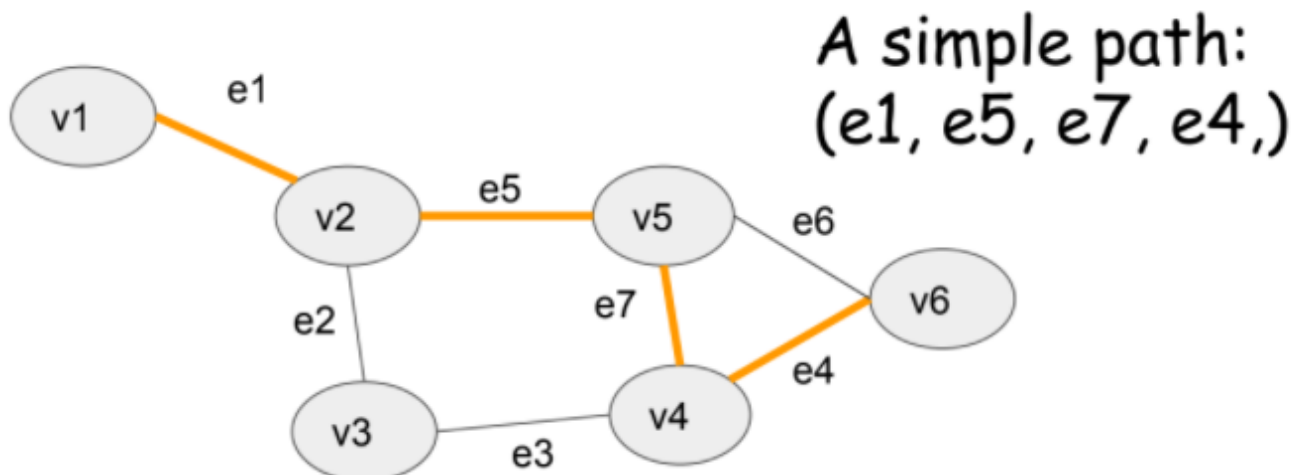 A simple path:
(e1, e5, e7, e4,)
v1
e1
v2
e5
v5
e6
v6
e2
e7
e4
v3
e3
v4